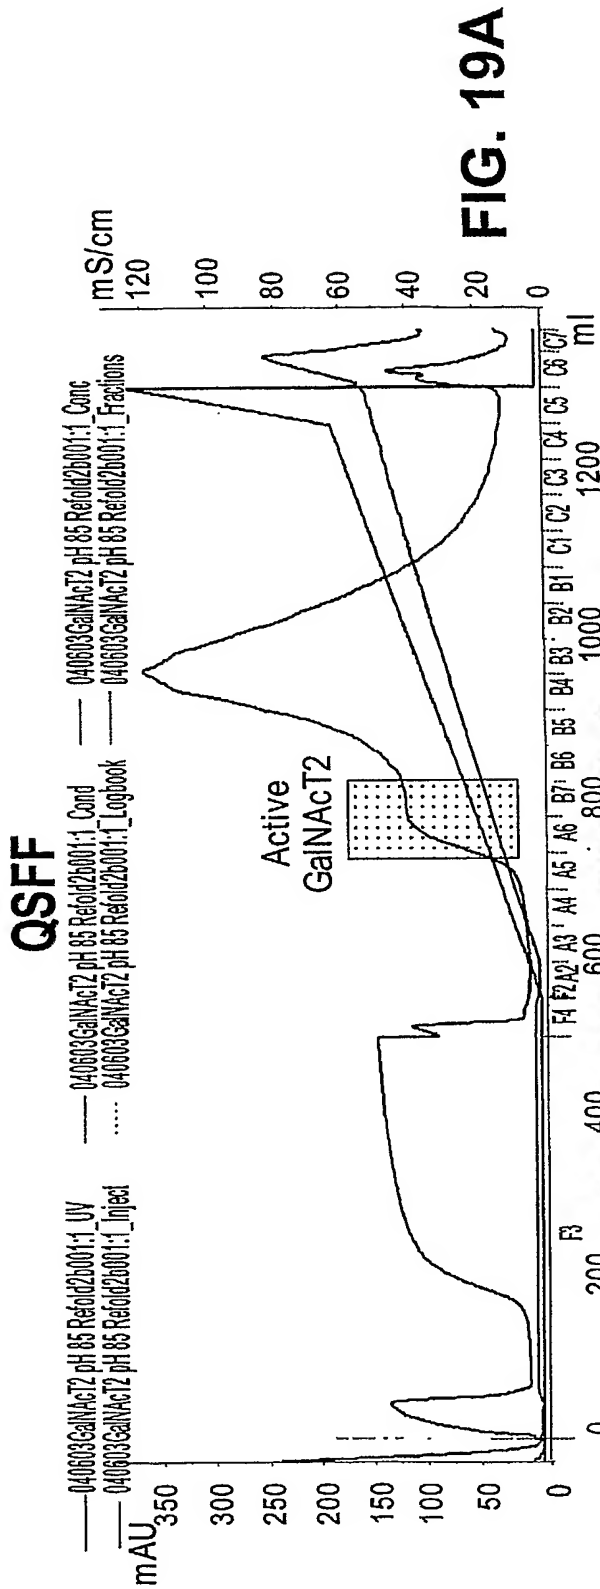 QSFF
040603GalNAcT2 pH 85 Refold2b001:1_UV
040603GalNAcT2 pH 85 Refold2b001:1_Cond
040603GalNAcT2 pH 85 Refold2b001:1_Conc
040603GalNAcT2 pH 85 Refold2b001:1_Inject
040603GalNAcT2 pH 85 Refold2b001:1_Logbook
040603GalNAcT2 pH 85 Refold2b001:1_Fractions
mAU
mS/cm
350
300
250
200
150
100
50
0
120
100
80
60
40
20
0
Active
GalNAcT2
F3 F4 F2 A2 A3 A4 A5 A6 B7 B6 B5 B4 B3 B2 B1 C1 C2 C3 C4 C5 C6 C7
0 200 400 600 800 1000 1200 ml
FIG. 19A